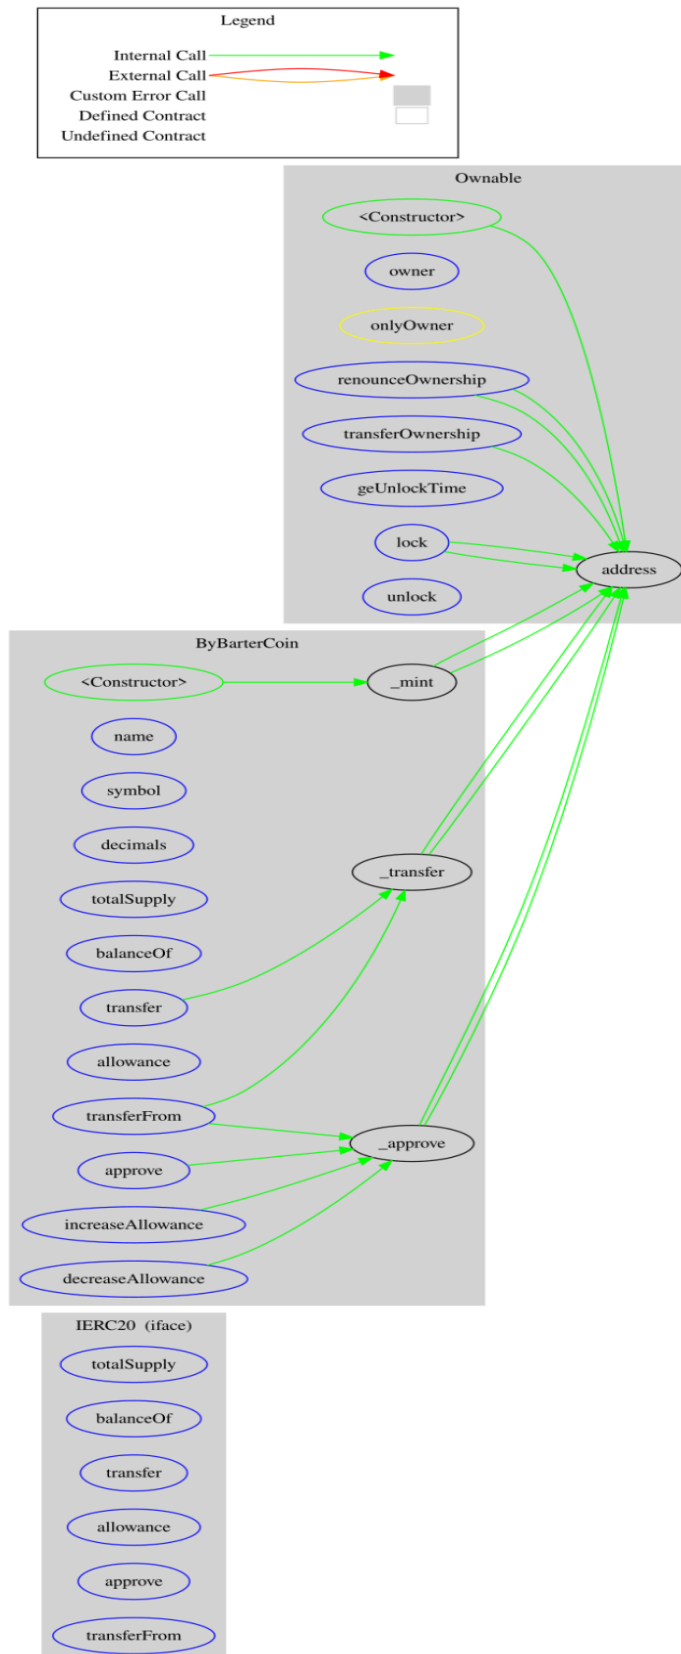 Legend
Internal Call
External Call
Custom Error Call
Defined Contract
Undefined Contract
Ownable
<Constructor>
owner
onlyOwner
renounceOwnership
transferOwnership
geUnlockTime
lock
address
unlock
ByBarterCoin
<Constructor>
_mint
name
symbol
decimals
totalSupply
_transfer
balanceOf
transfer
allowance
transferFrom
_approve
approve
increaseAllowance
decreaseAllowance
IERC20 (iface)
totalSupply
balanceOf
transfer
allowance
approve
transferFrom